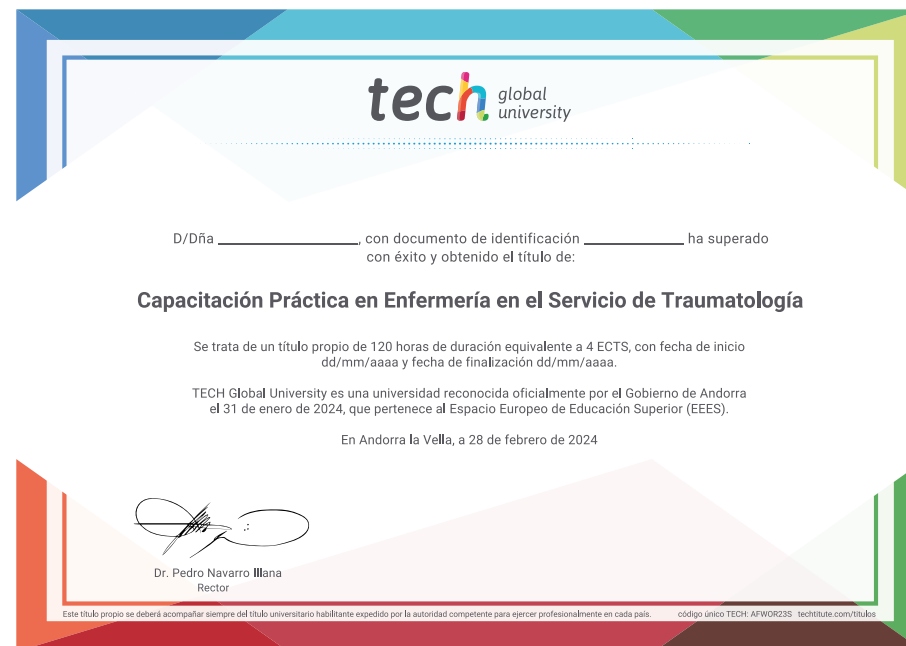 tech global
university
D/Dña ____________________, con documento de identificación ______________ ha superado
con éxito y obtenido el título de:
Capacitación Práctica en Enfermería en el Servicio de Traumatología
Se trata de un título propio de 120 horas de duración equivalente a 4 ECTS, con fecha de inicio
dd/mm/aaaa y fecha de finalización dd/mm/aaaa.
TECH Global University es una universidad reconocida oficialmente por el Gobierno de Andorra
el 31 de enero de 2024, que pertenece al Espacio Europeo de Educación Superior (EEES).
En Andorra la Vella, a 28 de febrero de 2024
Dr. Pedro Navarro Illana
Rector
Este título propio se deberá acompañar siempre del título universitario habilitante expedido por la autoridad competente para ejercer profesionalmente en cada país. código único TECH: AFWOR23S techtitute.com/titulos